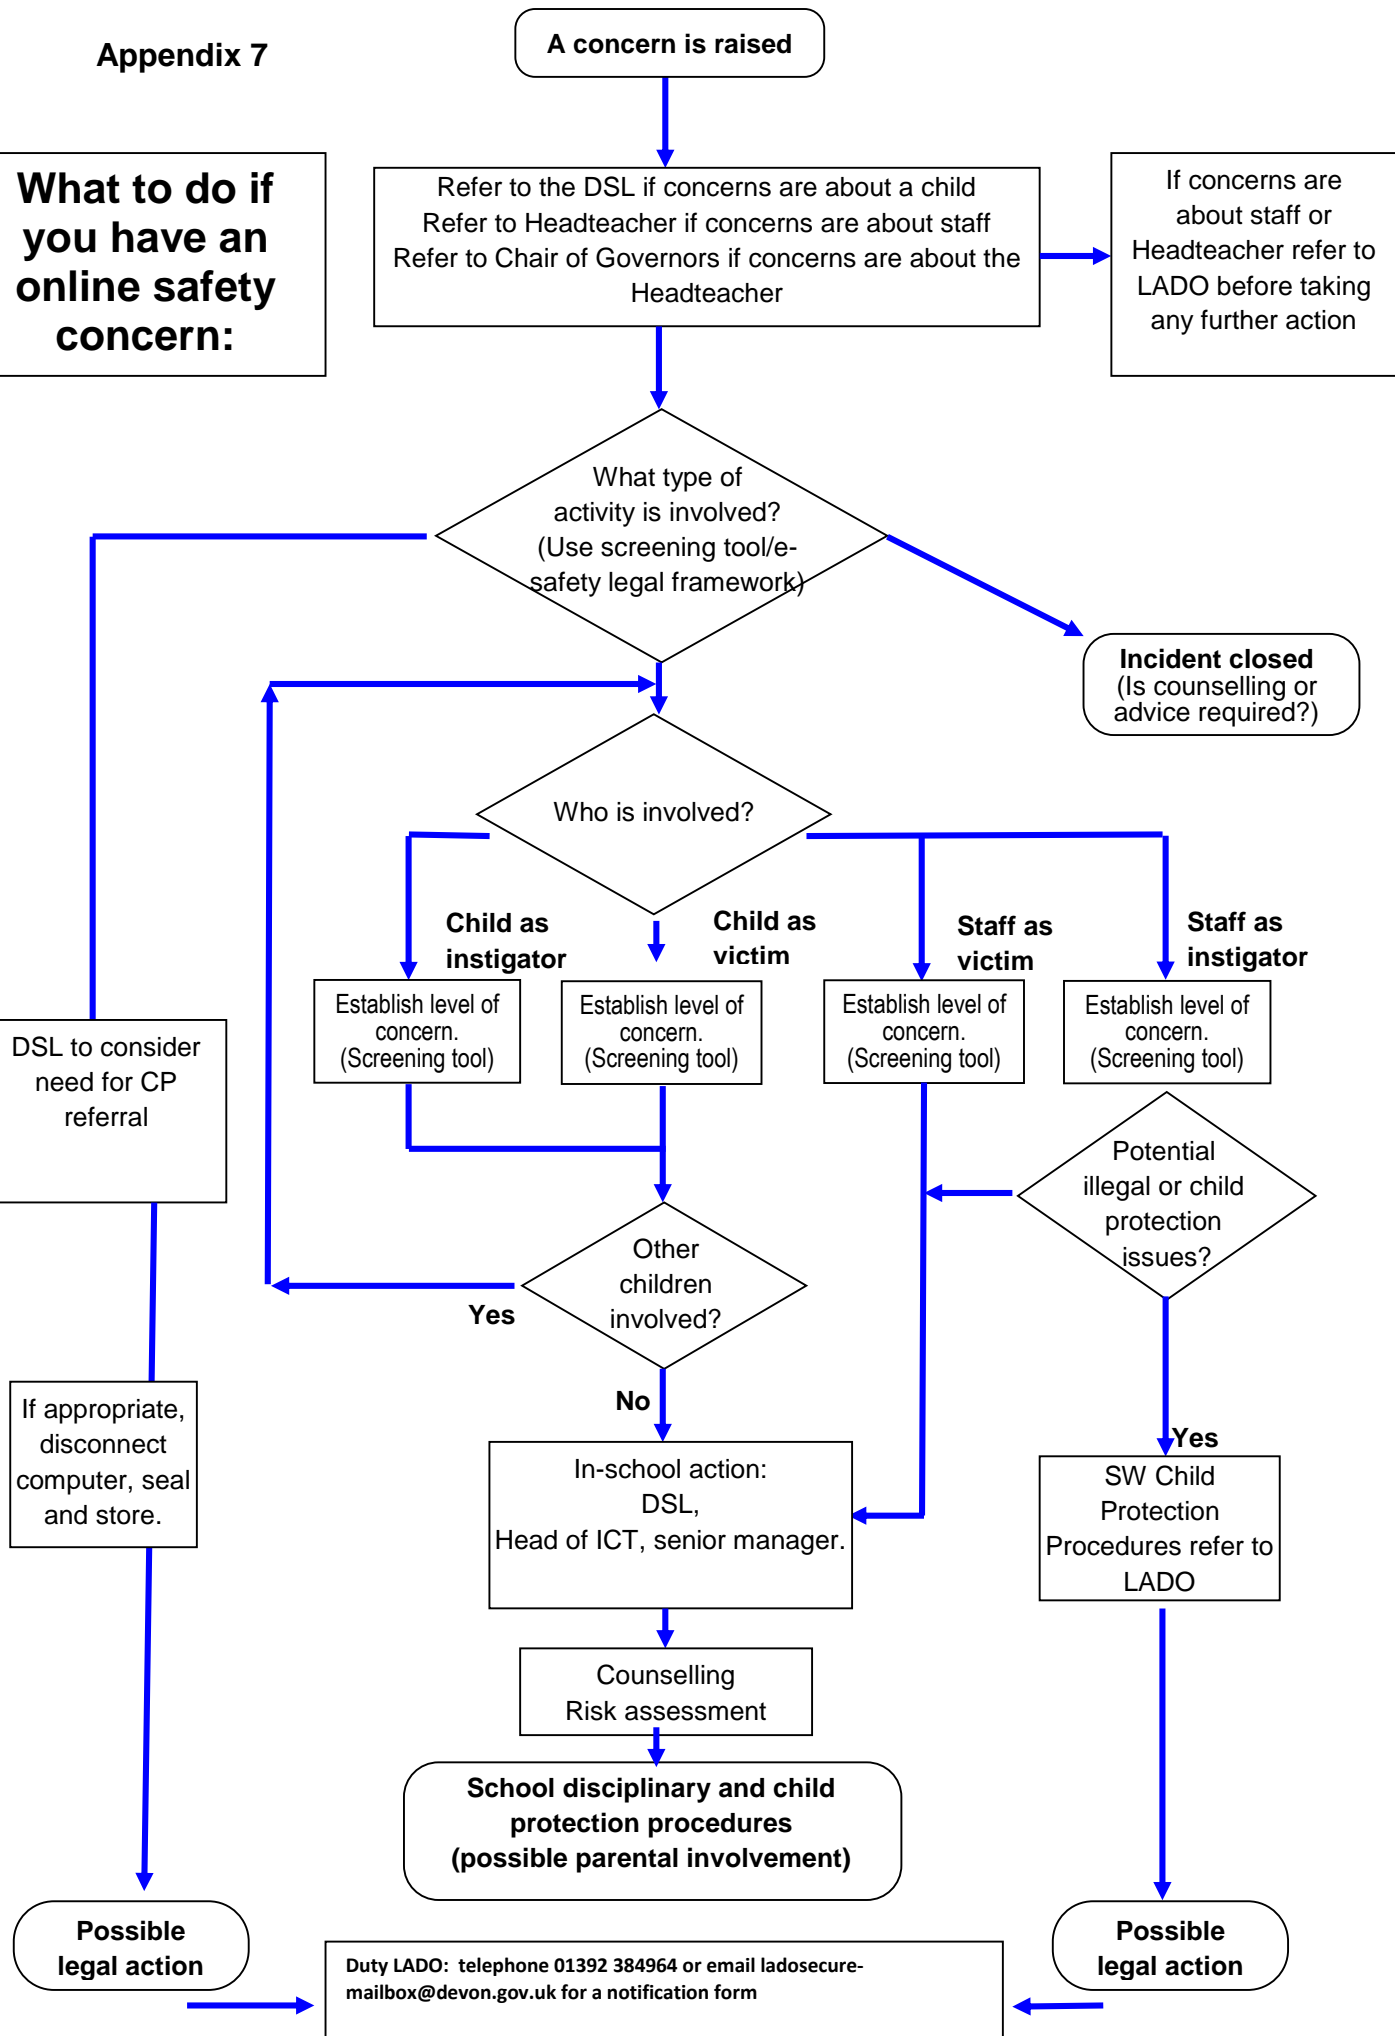 Appendix 7
A concern is raised
What to do if
you have an
online safety
concern:
Refer to the DSL if concerns are about a child
Refer to Headteacher if concerns are about staff
Refer to Chair of Governors if concerns are about the
Headteacher
If concerns are
about staff or
Headteacher refer to
LADO before taking
any further action
What type of
activity is involved?
(Use screening tool/e-
safety legal framework)
Incident closed
(Is counselling or
advice required?)
Who is involved?
Child as
instigator
Child as
victim
Staff as
victim
Staff as
instigator
Establish level of
concern.
(Screening tool)
Establish level of
concern.
(Screening tool)
Establish level of
concern.
(Screening tool)
Establish level of
concern.
(Screening tool)
DSL to consider
need for CP
referral
Potential
illegal or child
protection
issues?
Other
children
involved?
Yes
No
If appropriate,
disconnect
computer, seal
and store.
In-school action:
DSL,
Head of ICT, senior manager.
Yes
SW Child
Protection
Procedures refer to
LADO
Counselling
Risk assessment
School disciplinary and child
protection procedures
(possible parental involvement)
Possible
legal action
Possible
legal action
Duty LADO: telephone 01392 384964 or email ladosecure-
mailbox@devon.gov.uk for a notification form